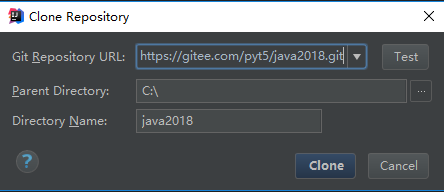 Clone Repository
Git Repository URL: https://gitee.com/pyt5/java2018.git Test
Parent Directory: C:\ ...
Directory Name: java2018
? Clone Cancel